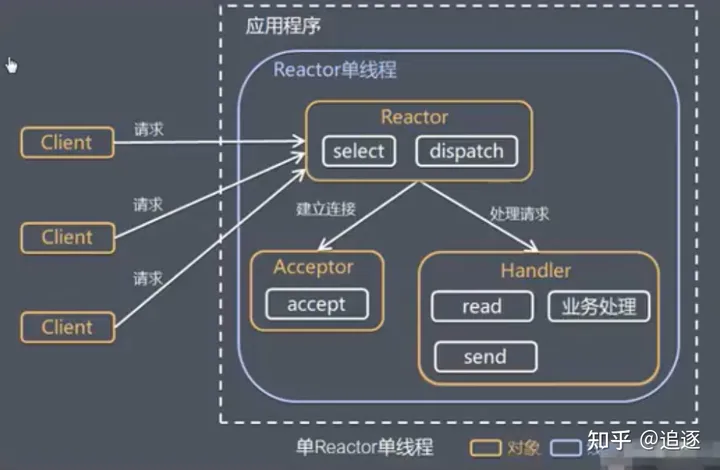 应用程序
Reactor单线程
Reactor
select
dispatch
Client
请求
Client
请求
Client
请求
建立连接
处理请求
Acceptor
accept
Handler
read
业务处理
send
单Reactor单线程
对象
知乎 @追逐